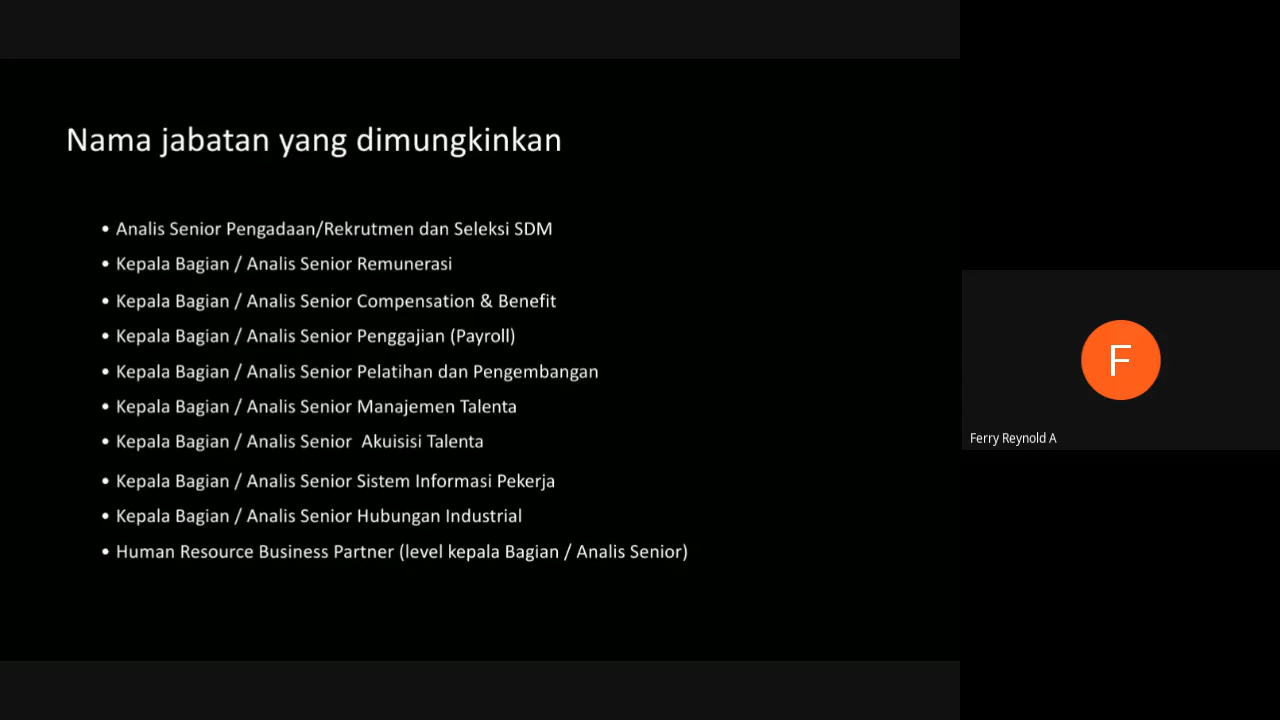 Nama jabatan yang dimungkinkan
• Analis Senior Pengadaan/Rekrutmen dan Seleksi SDM
• Kepala Bagian / Analis Senior Remunerasi
• Kepala Bagian / Analis Senior Compensation & Benefit
• Kepala Bagian / Analis Senior Penggajian (Payroll)
• Kepala Bagian / Analis Senior Pelatihan dan Pengembangan
• Kepala Bagian / Analis Senior Manajemen Talenta
• Kepala Bagian / Analis Senior  Akuisisi Talenta
• Kepala Bagian / Analis Senior Sistem Informasi Pekerja
• Kepala Bagian / Analis Senior Hubungan Industrial
• Human Resource Business Partner (level kepala Bagian / Analis Senior)
F
Ferry Reynold A